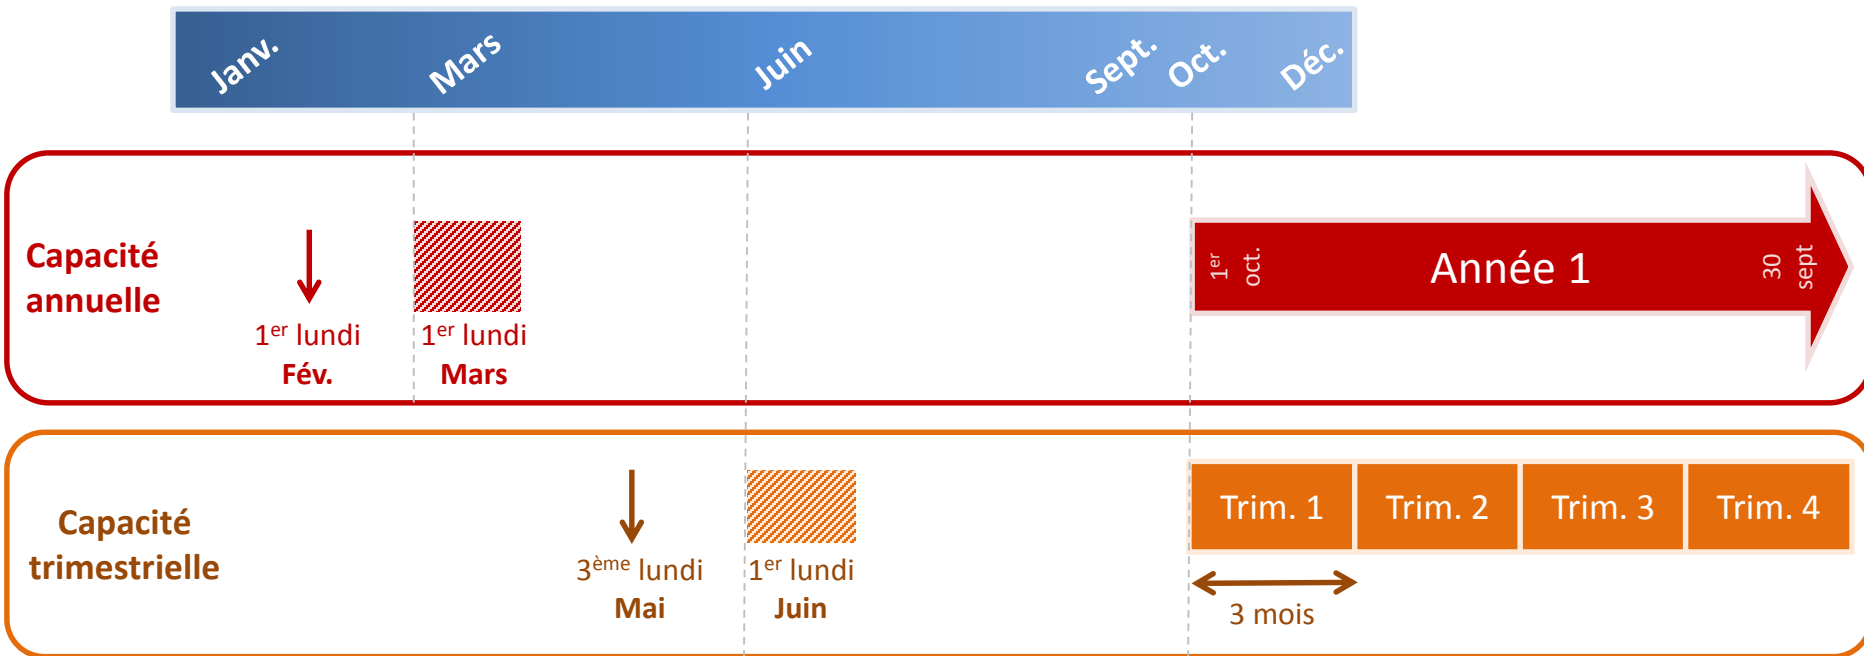 Janv.
Mars
Juin
Sept.
Oct.
Déc.
Capacité
annuelle
1er lundi
Fév.
1er lundi
Mars
1er
oct.
Année 1
30
sept
Capacité
trimestrielle
3ème lundi
Mai
1er lundi
Juin
Trim. 1
Trim. 2
Trim. 3
Trim. 4
3 mois